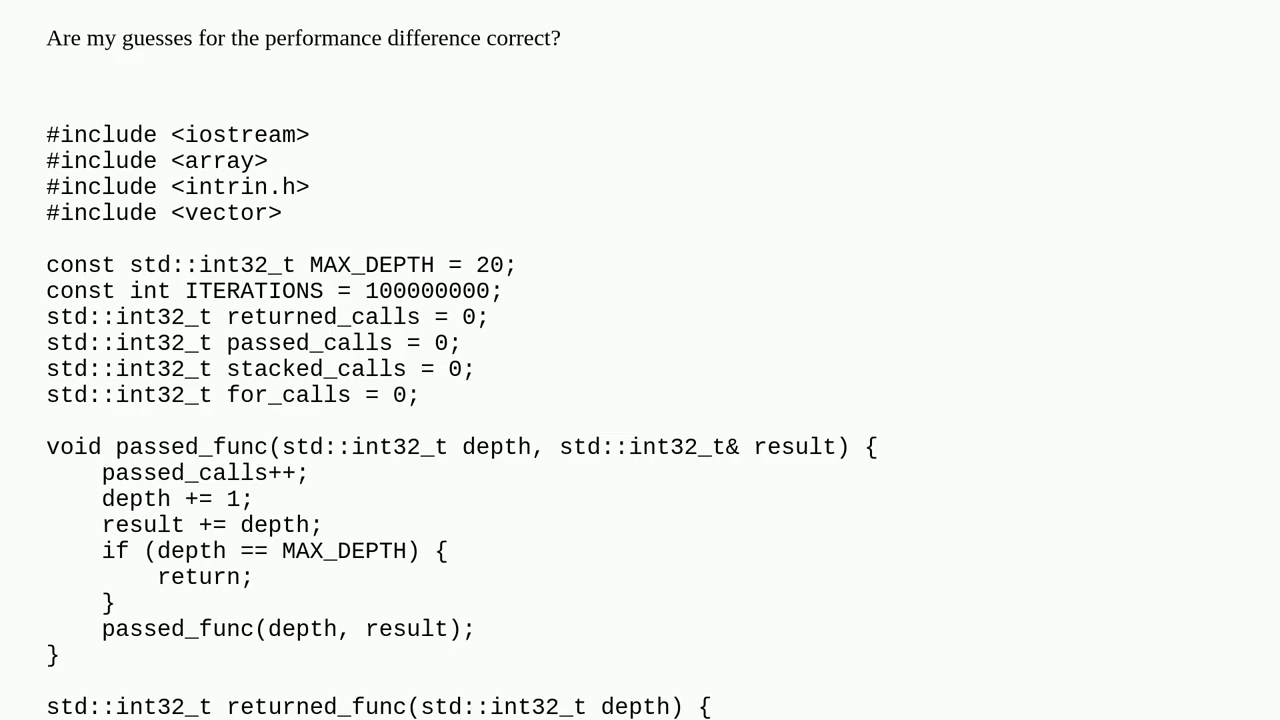 Are my guesses for the performance difference correct?
#include <iostream>
#include <array>
#include <intrin.h>
#include <vector>
const std::int32_t MAX_DEPTH = 20;
const int ITERATIONS = 100000000;
std::int32_t returned_calls = 0;
std::int32_t passed_calls = 0;
std::int32_t stacked_calls = 0;
std::int32_t for_calls = 0;
void passed_func(std::int32_t depth, std::int32_t& result) {
    passed_calls++;
    depth += 1;
    result += depth;
    if (depth == MAX_DEPTH) {
        return;
    }
    passed_func(depth, result);
}
std::int32_t returned_func(std::int32_t depth) {